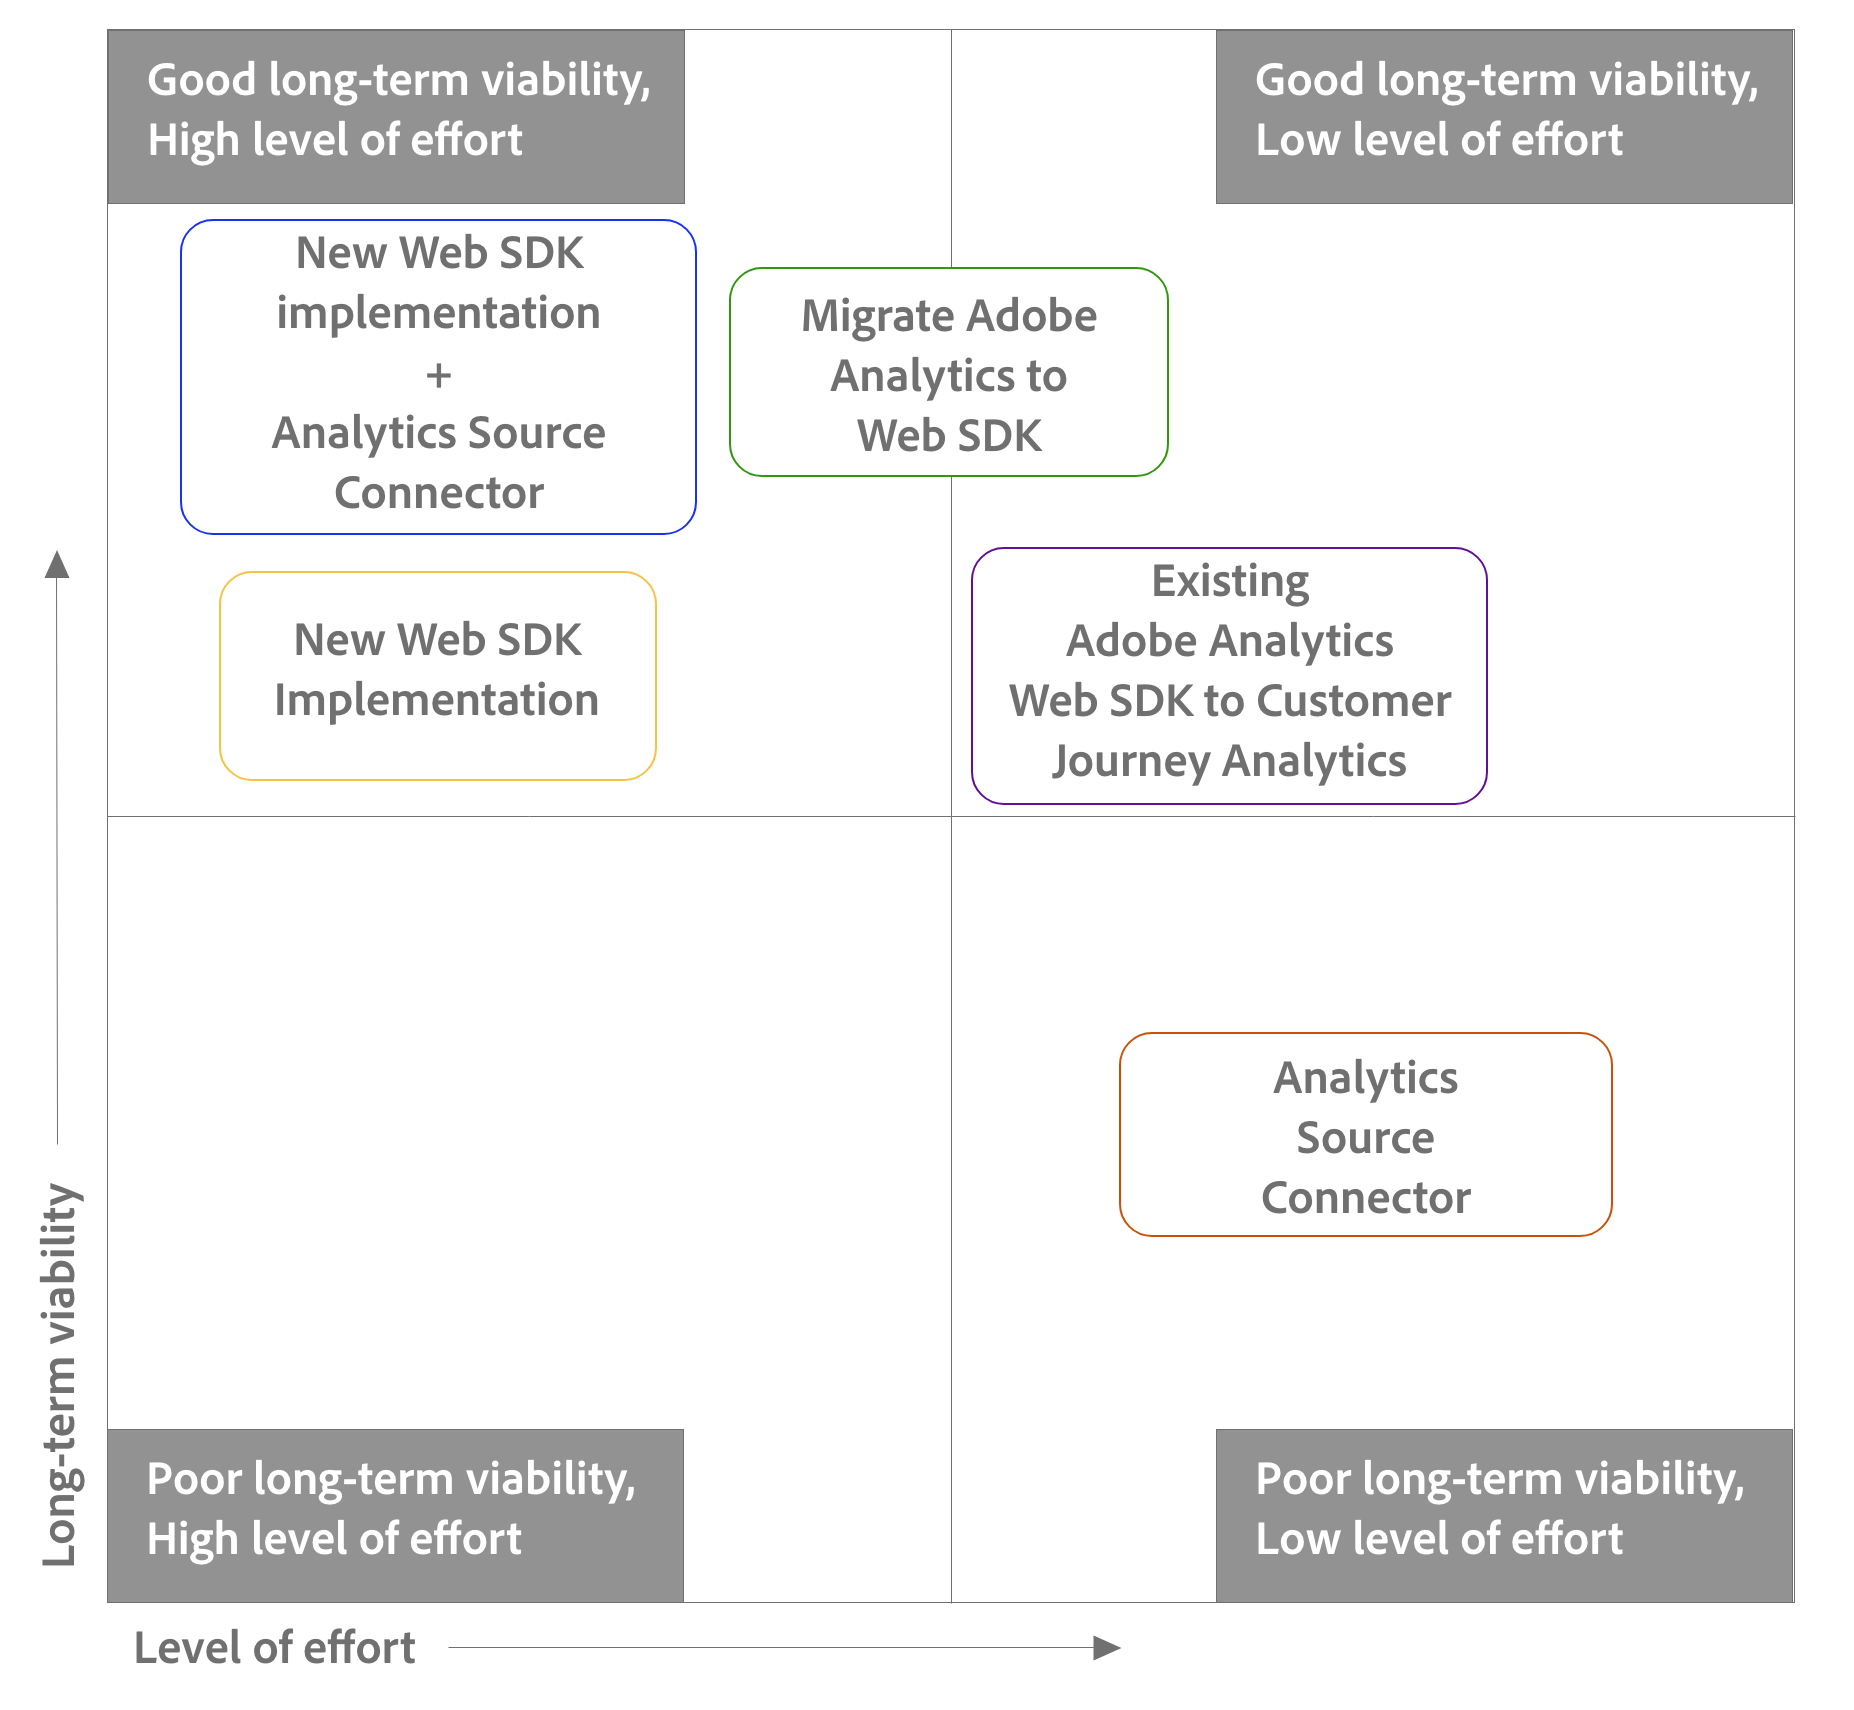 Good long-term viability,
High level of effort
Good long-term viability,
Low level of effort
New Web SDK
implementation
+
Analytics Source
Connector
Migrate Adobe
Analytics to
Web SDK
New Web SDK
Implementation
Existing
Adobe Analytics
Web SDK to Customer
Journey Analytics
Analytics
Source
Connector
Long-term viability
Poor long-term viability,
High level of effort
Poor long-term viability,
Low level of effort
Level of effort